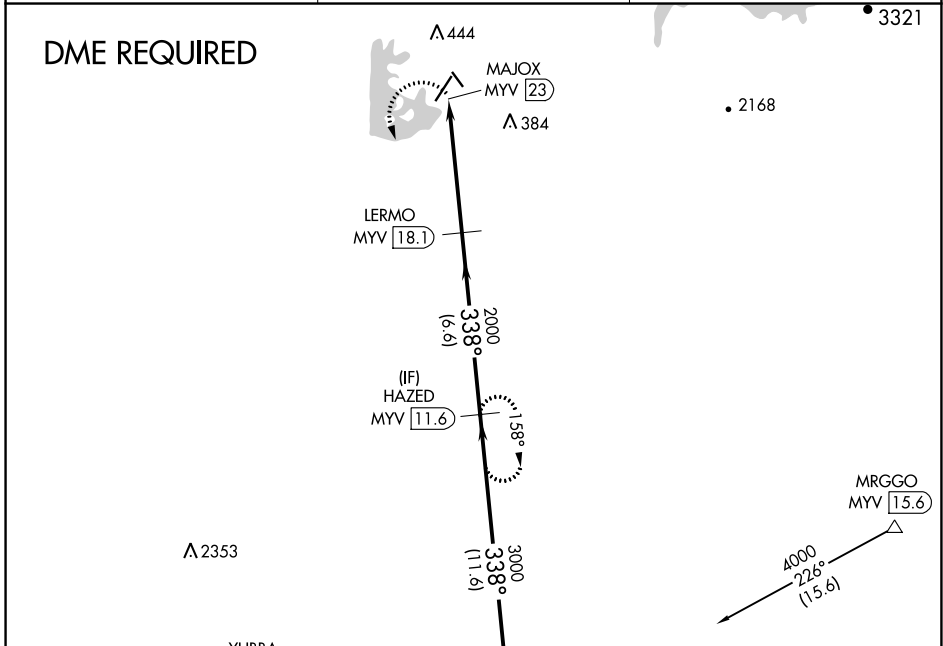 3321
444
DME REQUIRED
MAJOX
MYV 23
2168
384
LERMO
MYV 18.1
2000
338°
(6.6)
(IF)
HAZED
MYV 11.6
158°
MRGGO
MYV 15.6
2353
3000
338°
(11.6)
4000
226°
(15.6)